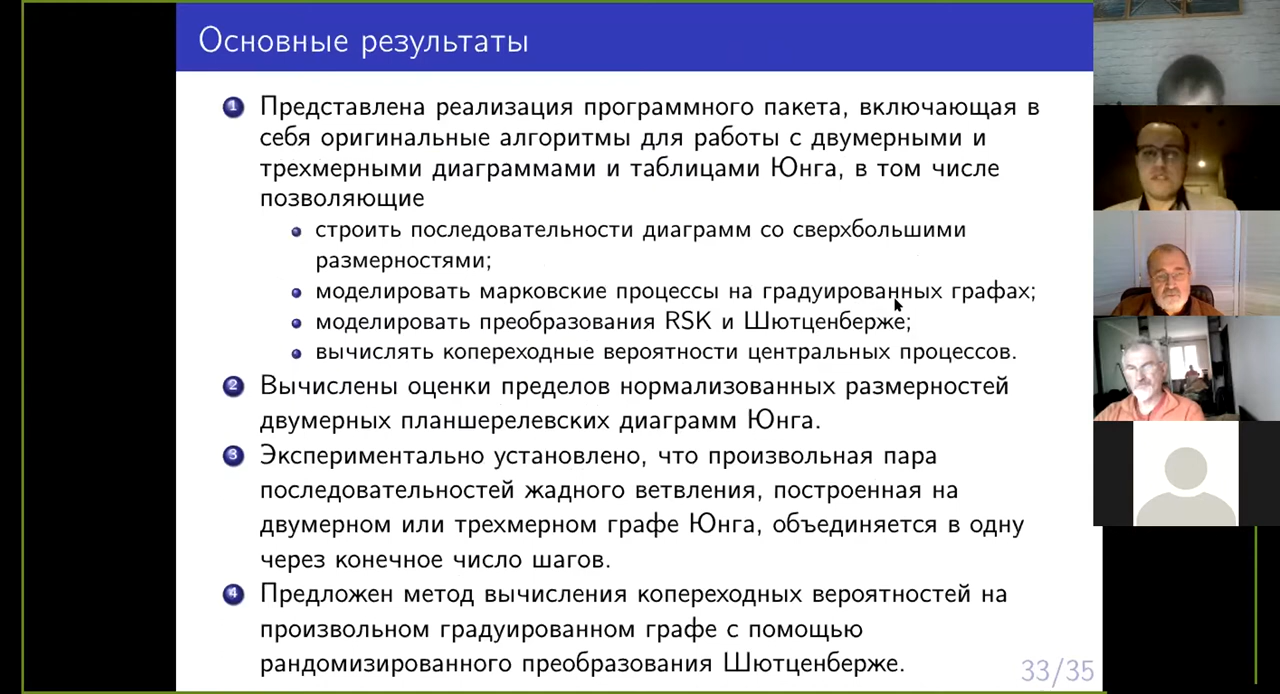 Основные результаты
1 Представлена реализация программного пакета, включающая в
себя оригинальные алгоритмы для работы с двумерными и
трехмерными диаграммами и таблицами Юнга, в том числе
позволяющие
строить последовательности диаграмм со сверхбольшими
размерностями;
моделировать марковские процессы на градуированных графах;
моделировать преобразования RSK и Шютценберже;
вычислять копереходные вероятности центральных процессов.
2 Вычислены оценки пределов нормализованных размерностей
двумерных планшерелевских диаграмм Юнга.
3 Экспериментально установлено, что произвольная пара
последовательностей жадного ветвления, построенная на
двумерном или трехмерном графе Юнга, объединяется в одну
через конечное число шагов.
4 Предложен метод вычисления копереходных вероятностей на
произвольном градуированном графе с помощью
рандомизированного преобразования Шютценберже.
33/35